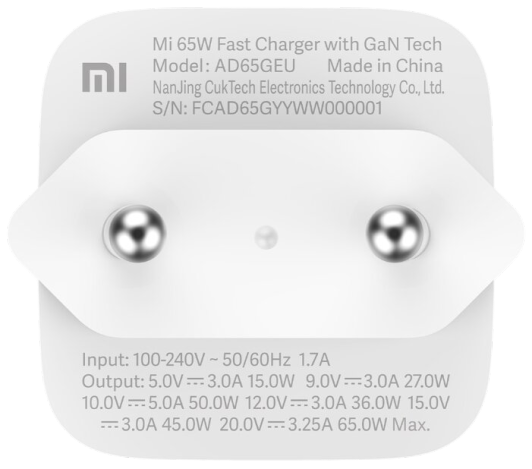 mi
Mi 65W Fast Charger with GaN Tech
Model: AD65GEU Made in China
NanJing CukTech Electronics Technology Co., Ltd.
S/N: FCAD65GYYWW000001
Input: 100-240V ~ 50/60Hz 1.7A
Output: 5.0V⎓3.0A 15.0W 9.0V⎓3.0A 27.0W
10.0V⎓5.0A 50.0W 12.0V⎓3.0A 36.0W 15.0V
⎓3.0A 45.0W 20.0V⎓3.25A 65.0W Max.